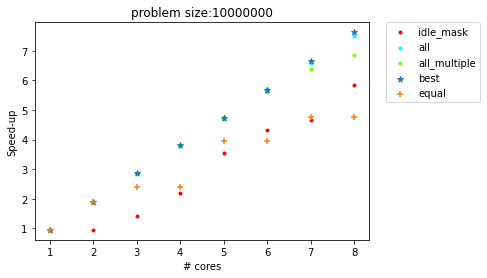 problem size:10000000
idle_mask
all
all_multiple
best
equal
Speed-up
7
6
5
4
3
2
1
1 2 3 4 5 6 7 8
# cores